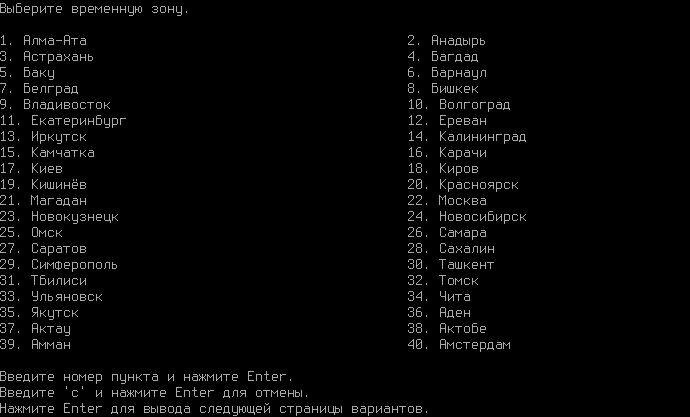 Выберите временную зону.
1. Алма-Ата 2. Анадырь
3. Астрахань 4. Багдад
5. Баку 6. Барнаул
7. Белград 8. Бишкек
9. Владивосток 10. Волгоград
11. Екатеринбург 12. Ереван
13. Иркутск 14. Калининград
15. Камчатка 16. Карачи
17. Киев 18. Киров
19. Кишинёв 20. Красноярск
21. Магадан 22. Москва
23. Новокузнецк 24. Новосибирск
25. Омск 26. Самара
27. Саратов 28. Сахалин
29. Симферополь 30. Ташкент
31. Тбилиси 32. Томск
33. Ульяновск 34. Чита
35. Якутск 36. Аден
37. Актау 38. Актобе
39. Амман 40. Амстердам
Введите номер пункта и нажмите Enter.
Введите 'c' и нажмите Enter для отмены.
Нажмите Enter для вывода следующей страницы вариантов.